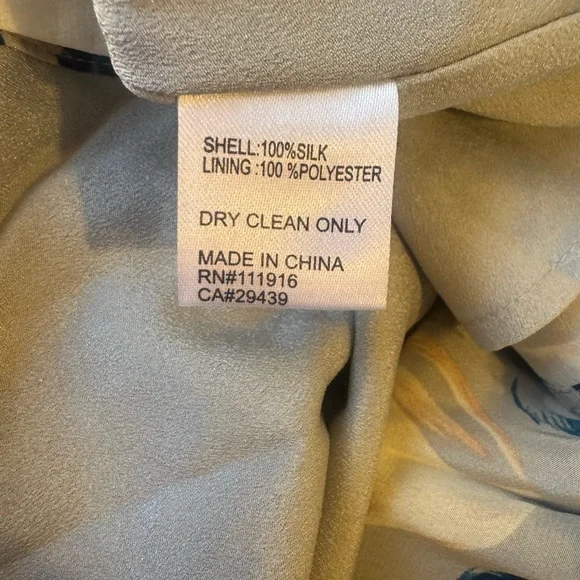 SHELL:100%SILK
LINING :100 %POLYESTER
DRY CLEAN ONLY
MADE IN CHINA
RN#111916
CA#29439